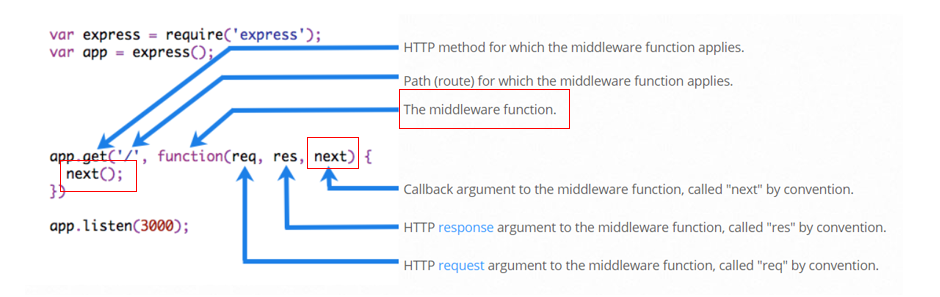 var express = require('express');
var app = express();
HTTP method for which the middleware function applies.
Path (route) for which the middleware function applies.
The middleware function.
app.get('/', function(req, res, next) {
next();
})
Callback argument to the middleware function, called "next" by convention.
app.listen(3000);
HTTP response argument to the middleware function, called "res" by convention.
HTTP request argument to the middleware function, called "req" by convention.